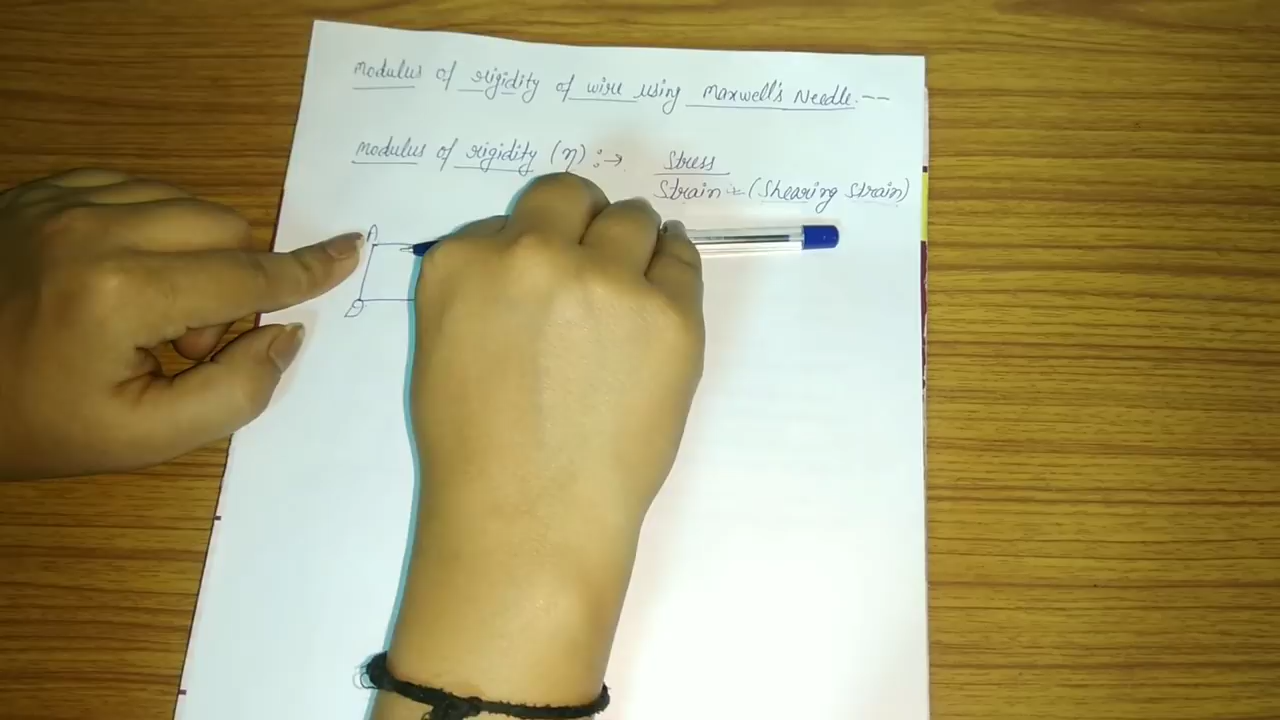 Modulus of rigidity of wire using Maxwell's Needle.--
Modulus of rigidity (η) :→ Stress
Strain = (Shearing Strain)
A
D